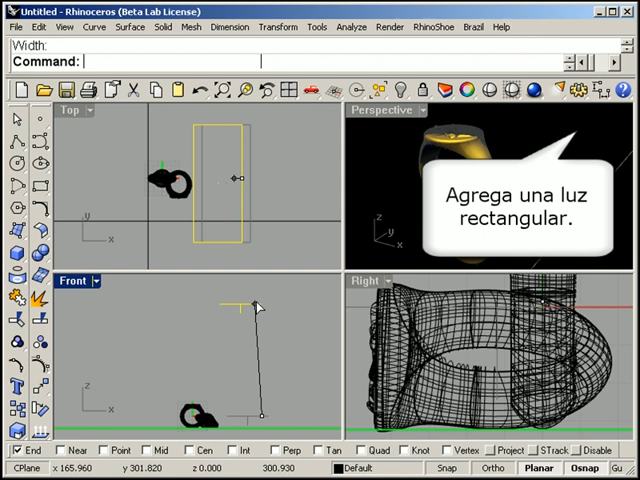 Untitled - Rhinoceros (Beta Lab License)
File Edit View Curve Surface Solid Mesh Dimension Transform Tools Analyze Render RhinoShoe Brazil Help
Width:
Command:
Top
Perspective
y
x
z
y
x
Agrega una luz
rectangular.
Front
Right
z
x
End Near Point Mid Cen Int Perp Tan Quad Knot Vertex Project STrack Disable
CPlane x 165.960 y 301.820 z 0.000 300.930 Default Snap Ortho Planar Osnap Gu